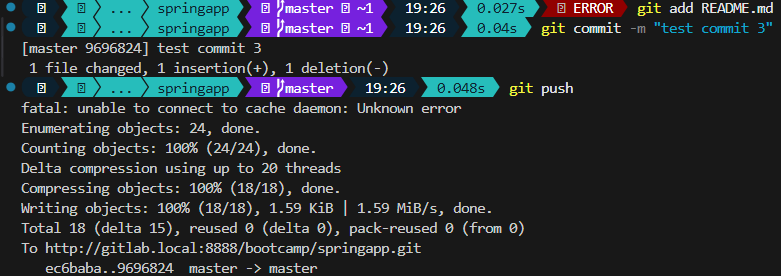 ... springapp master ~1 19:26 0.027s ERROR git add README.md
... springapp master ~1 19:26 0.04s git commit -m "test commit 3"
[master 9696824] test commit 3
 1 file changed, 1 insertion(+), 1 deletion(-)
... springapp master 19:26 0.048s git push
fatal: unable to connect to cache daemon: Unknown error
Enumerating objects: 24, done.
Counting objects: 100% (24/24), done.
Delta compression using up to 20 threads
Compressing objects: 100% (18/18), done.
Writing objects: 100% (18/18), 1.59 KiB | 1.59 MiB/s, done.
Total 18 (delta 15), reused 0 (delta 0), pack-reused 0 (from 0)
To http://gitlab.local:8888/bootcamp/springapp.git
   ec6baba..9696824  master -> master